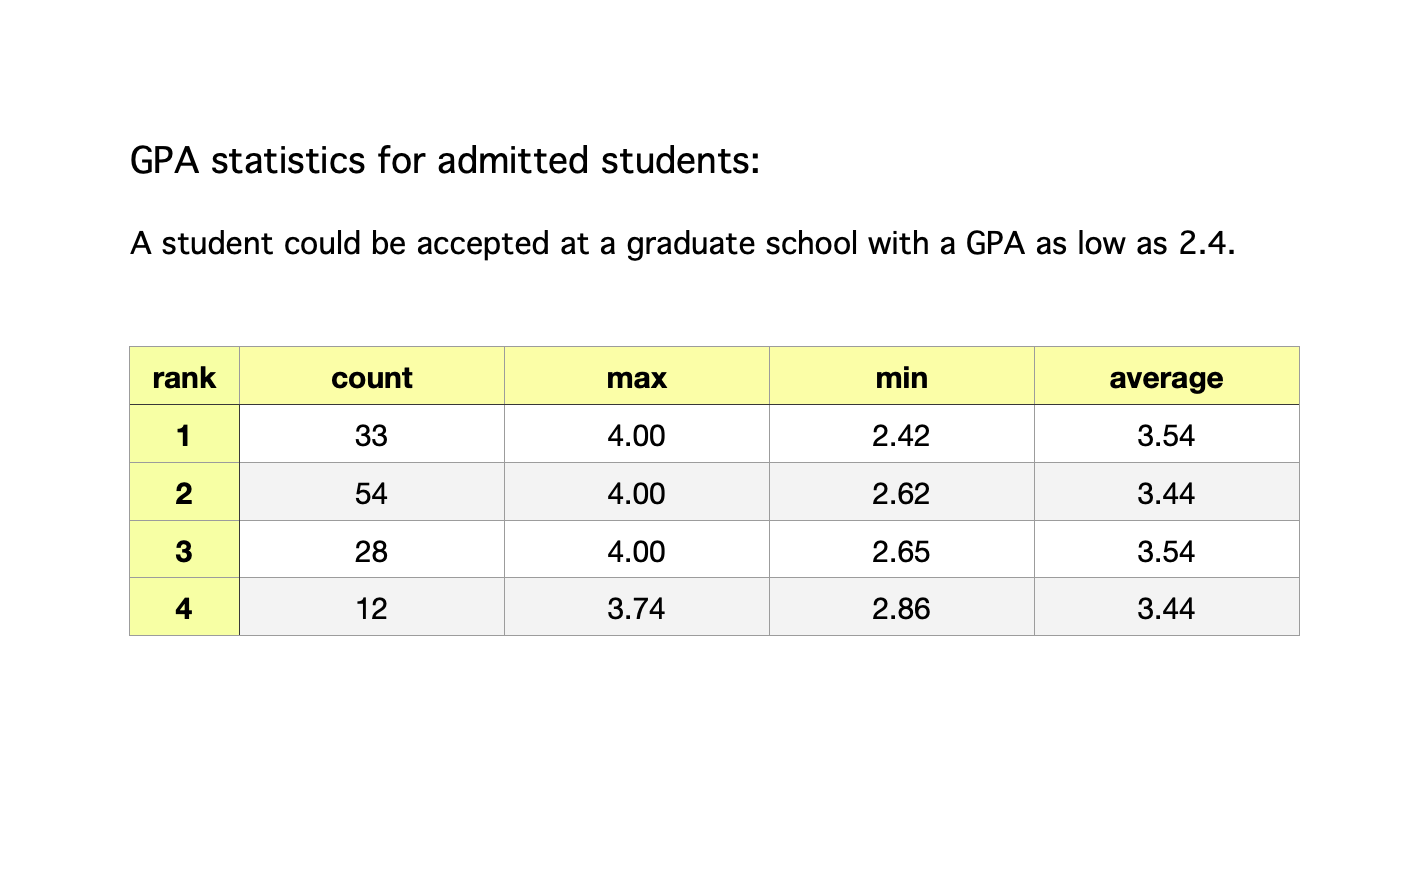 GPA statistics for admitted students:
A student could be accepted at a graduate school with a GPA as low as 2.4.
rank count max min average
1 33 4.00 2.42 3.54
2 54 4.00 2.62 3.44
3 28 4.00 2.65 3.54
4 12 3.74 2.86 3.44